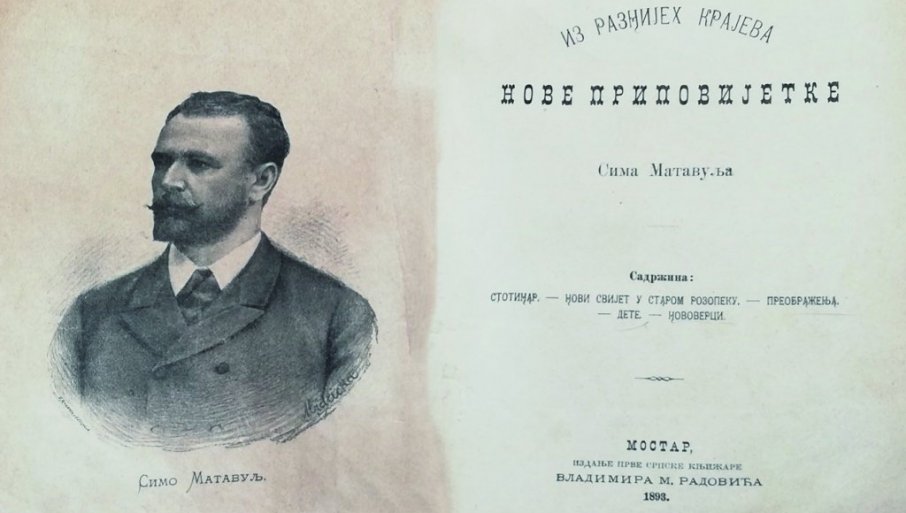 Симо Матавуљ.
ИЗ РАЗНИЈЕХ КРАЈЕВА
НОВЕ ПРИПОВИЈЕТКЕ
Сима Матавуља
Садржина:
СТОТИНАР. — НОВИ СВИЈЕТ У СТАРОМ РОЗОПЕКУ. — ПРЕОБРАЖЕЊА.
— ДЕТЕ. — НОВОВЕРЦИ.
МОСТАР,
ИЗДАЊЕ ПРВЕ СРПСКЕ КЊИЖАРЕ
ВЛАДИМИРА М. РАДОВИЋА
1893.